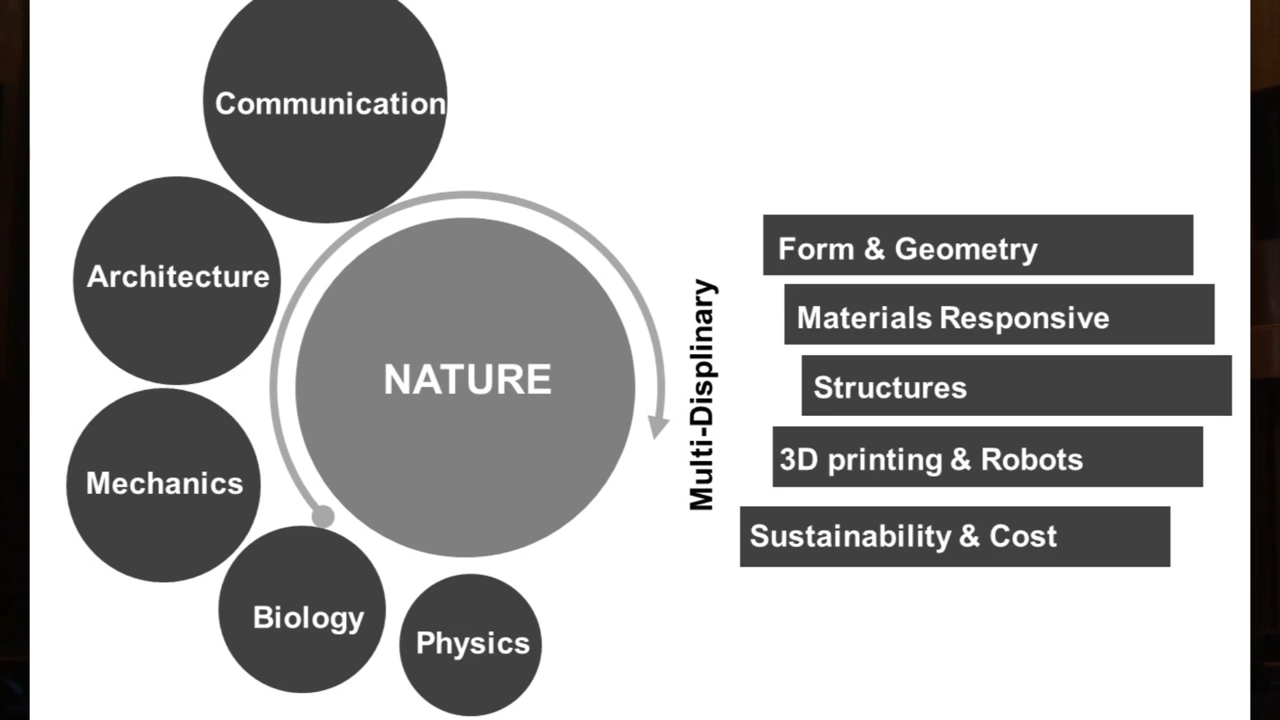 Communication
Architecture
Mechanics
Biology
Physics
NATURE
Multi-Displinary
Form & Geometry
Materials Responsive
Structures
3D printing & Robots
Sustainability & Cost